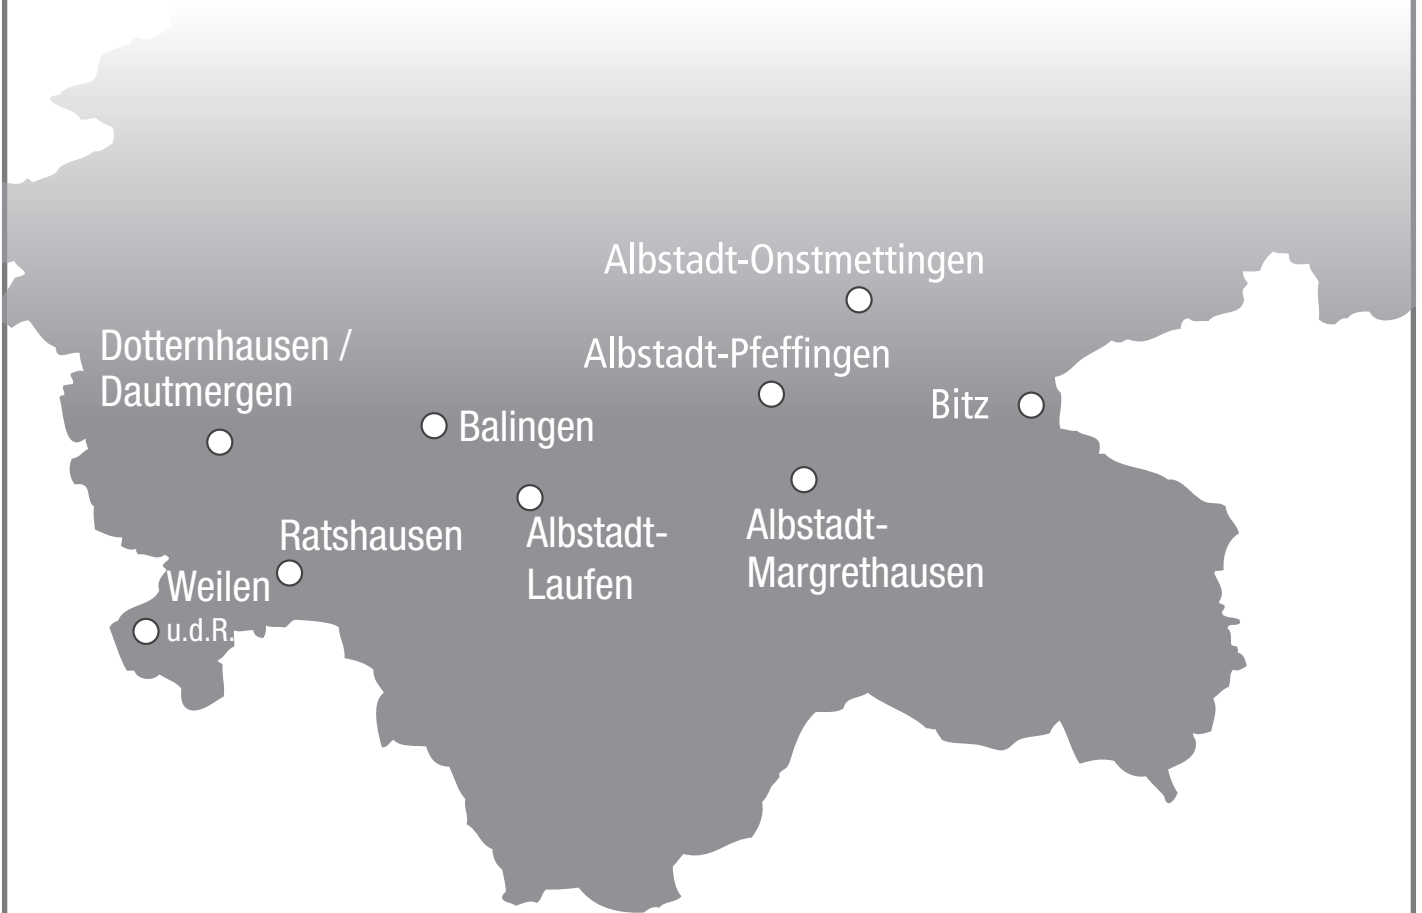 Albstadt-Onstmettingen
Dotternhausen /
Dautmergen
Albstadt-Pfeffingen
Bitz
Balingen
Ratshausen
Albstadt-
Laufen
Albstadt-
Margrethausen
Weilen
u.d.R.